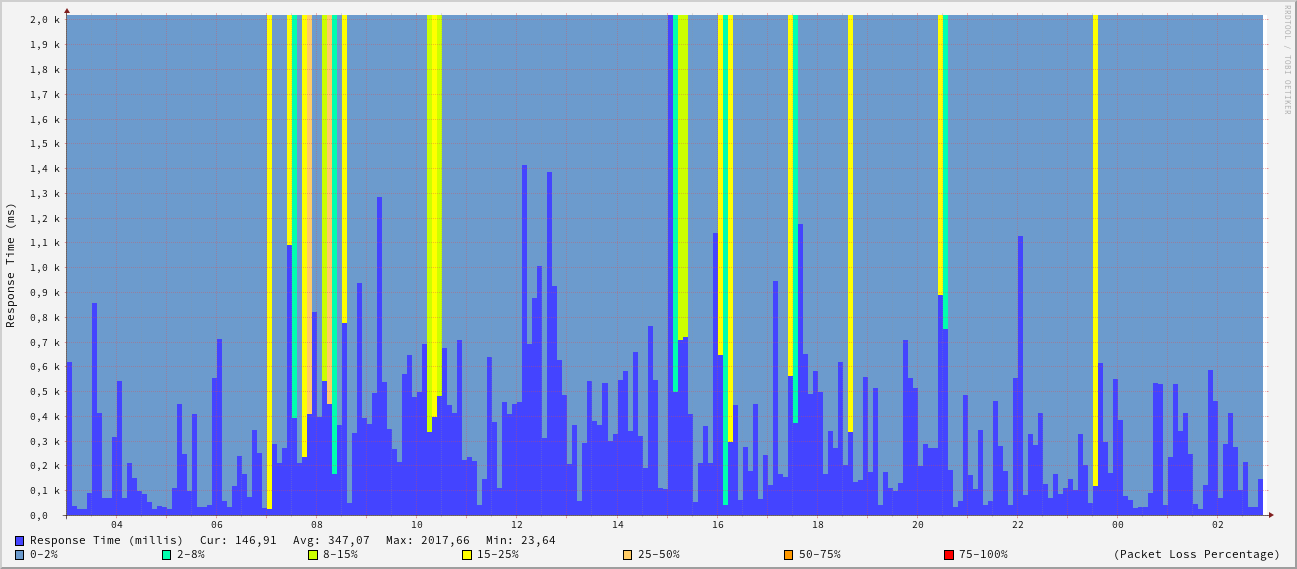 RRDTOOL / TOBI OETIKER
Response Time (ms)
2,0 k
1,9 k
1,8 k
1,7 k
1,6 k
1,5 k
1,4 k
1,3 k
1,2 k
1,1 k
1,0 k
0,9 k
0,8 k
0,7 k
0,6 k
0,5 k
0,4 k
0,3 k
0,2 k
0,1 k
0,0
04 06 08 10 12 14 16 18 20 22 00 02
Response Time (millis) Cur: 146,91 Avg: 347,07 Max: 2017,66 Min: 23,64
0-2% 2-8% 8-15% 15-25% 25-50% 50-75% 75-100% (Packet Loss Percentage)